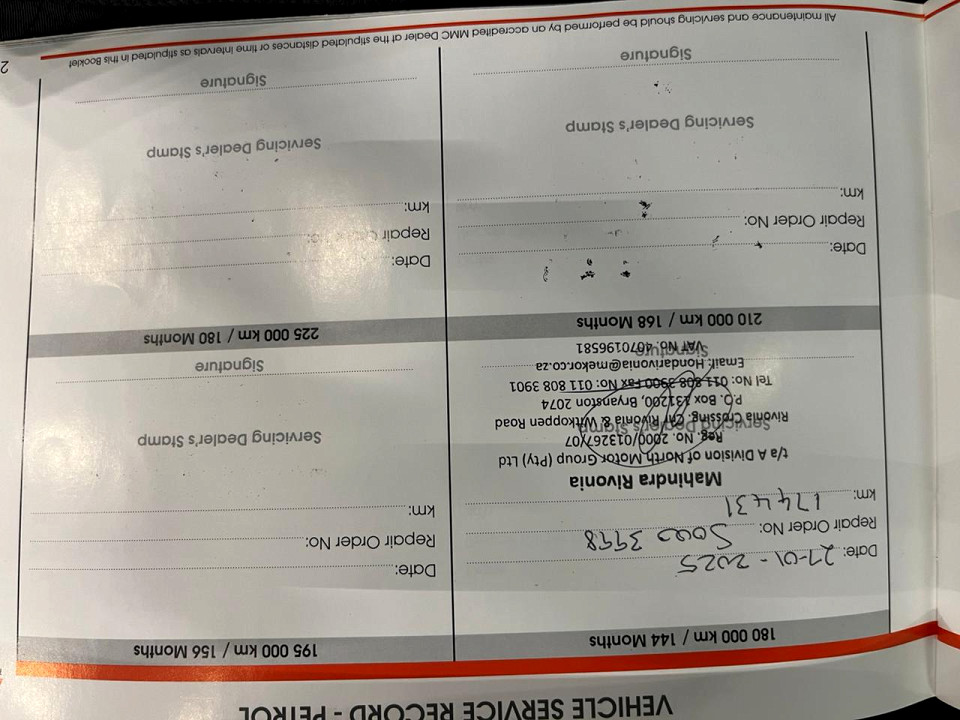 VEHICLE SERVICE RECORD - PETROL
180 000 km / 144 Months
Date: 27-01-2025
Repair Order No: 3998
km: 174431
Mahindra Rivonia
t/a A Division of North Motor Group (Pty) Ltd
Reg. No. 2000/013267/07
Servicing Dealer's Stamp
Rivonia Crossing, Cnr Rivonia & Witkoppen Road
P.O. Box 131200, Bryanston 2074
Tel No: 011 808 3900 Fax No: 011 808 3901
Email: Hondarivonia@mekor.co.za
Signature
VAT No. 4070196581
195 000 km / 156 Months
Date:
Repair Order No:
km:
Servicing Dealer's Stamp
Signature
210 000 km / 168 Months
Date:
Repair Order No:
km:
Servicing Dealer's Stamp
Signature
225 000 km / 180 Months
Date:
Repair
km:
Servicing Dealer's Stamp
Signature
All maintenance and servicing should be performed by an accredited MMC Dealer at the stipulated distances or time intervals as stipulated in this Booklet
2